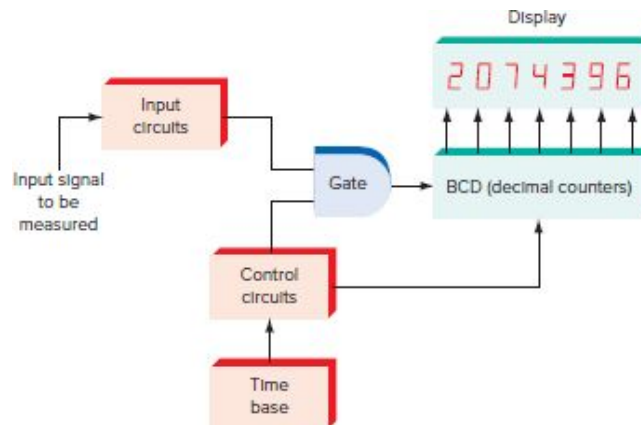 Display
2074396
Input
circuits
Input signal
to be
measured
Gate
BCD (decimal counters)
Control
circuits
Time
base